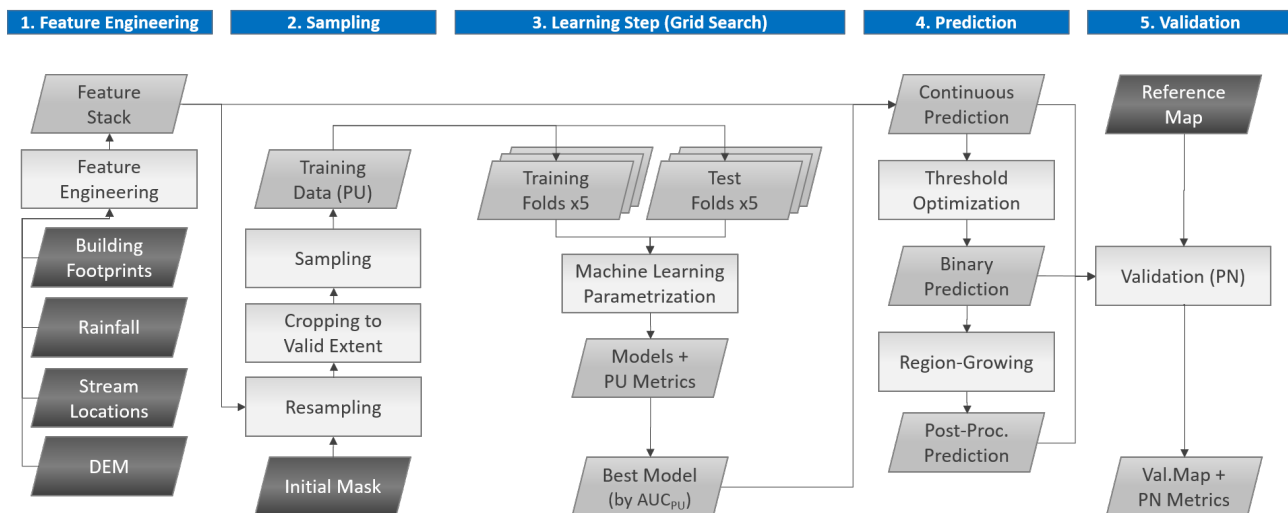 1. Feature Engineering
2. Sampling
3. Learning Step (Grid Search)
4. Prediction
5. Validation
Feature
Stack
Feature
Engineering
Building
Footprints
Rainfall
Stream
Locations
DEM
Training
Data (PU)
Sampling
Cropping to
Valid Extent
Resampling
Initial Mask
Training
Folds x5
Test
Folds x5
Machine Learning
Parametrization
Models +
PU Metrics
Best Model
(by AUCPU)
Continuous
Prediction
Threshold
Optimization
Binary
Prediction
Region-Growing
Post-Proc.
Prediction
Reference
Map
Validation (PN)
Val.Map +
PN Metrics